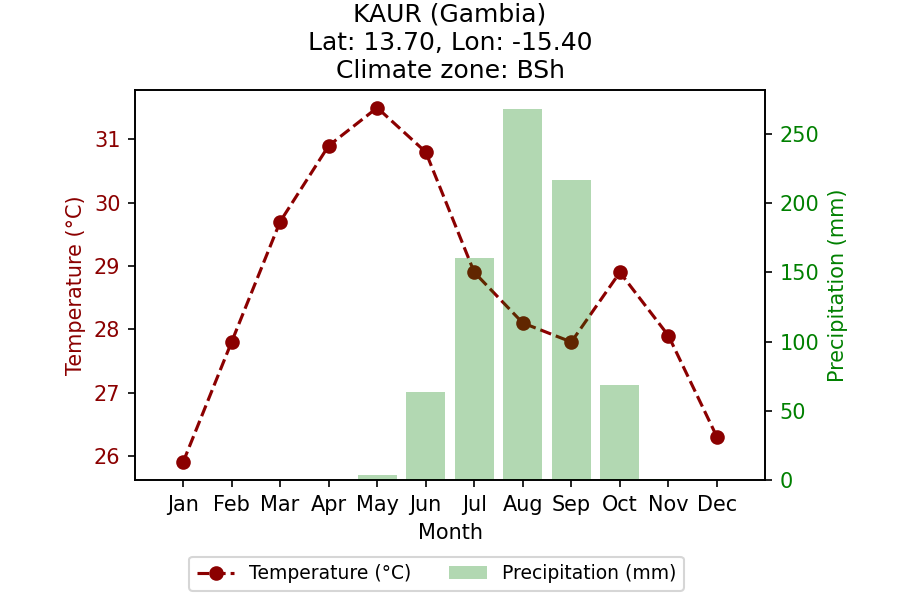 KAUR (Gambia)
Lat: 13.70, Lon: -15.40
Climate zone: BSh
Temperature (°C)
31
30
29
28
27
26
250
200
150
100
50
0
Precipitation (mm)
Jan Feb Mar Apr May Jun Jul Aug Sep Oct Nov Dec
Month
Temperature (°C) Precipitation (mm)